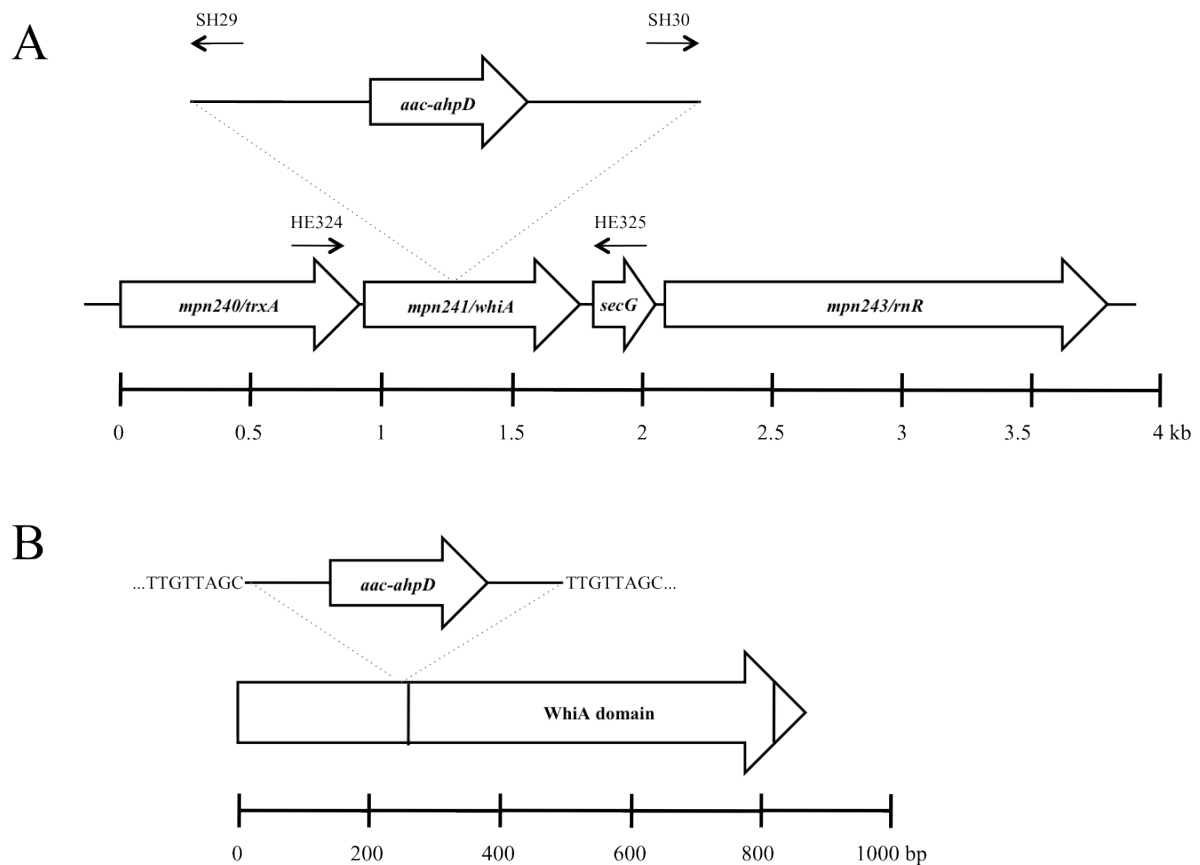 A
SH29 SH30
aac-ahpD
HE324 HE325
mpn240/trxA mpn241/whiA secG mpn243/rnR
0 0.5 1 1.5 2 2.5 3 3.5 4 kb
B
...TTGTTAGC aac-ahpD TTGTTAGC...
WhiA domain
0 200 400 600 800 1000 bp